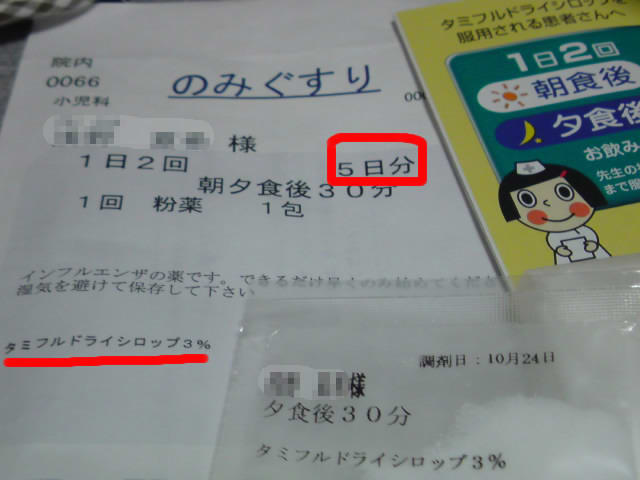 院内
0066
小児科
のみぐすり
様
1日2回
5日分
朝夕食後30分
1回 粉薬 1包
インフルエンザの薬です。できるだけ早くのみ始めてくださ
湿気を避けて保存して下さい
タミフルドライシロップ3%
タミフルドライシロップを
服用される患者さんへ
1日2回
朝食後
夕食後
お飲み
先生の
まで
調剤日:10月24日
様
夕食後30分
タミフルドライシロップ3%